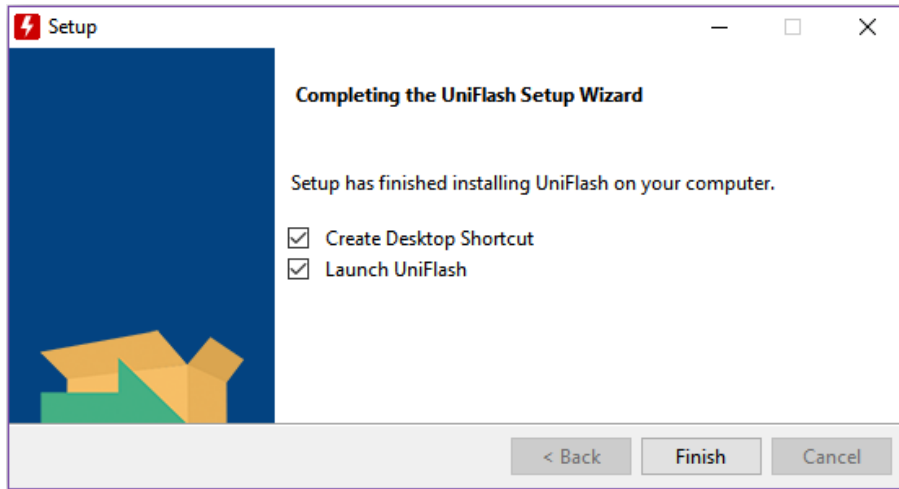 Setup
Completing the UniFlash Setup Wizard
Setup has finished installing UniFlash on your computer.
Create Desktop Shortcut
Launch UniFlash
< Back
Finish
Cancel